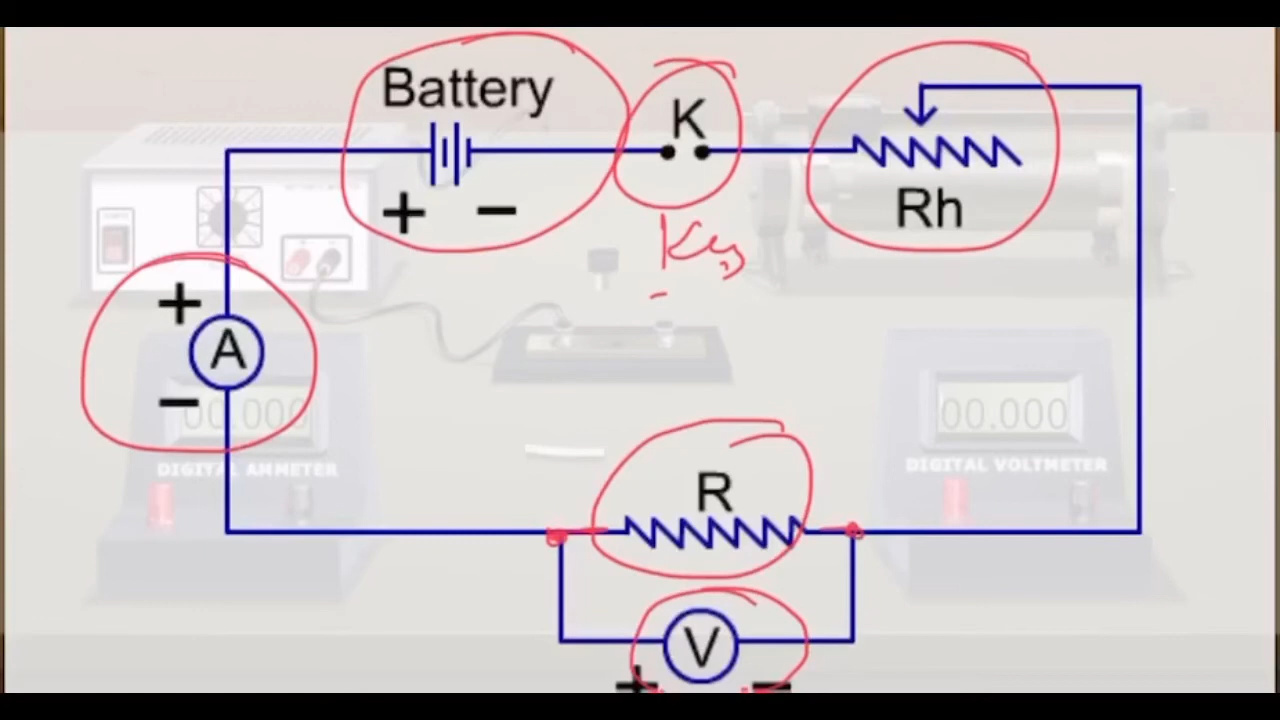 Battery
K
+ −
Rh
Key
+
A
−
00.000
00.000
DIGITAL AMMETER
DIGITAL VOLTMETER
R
V
+ −